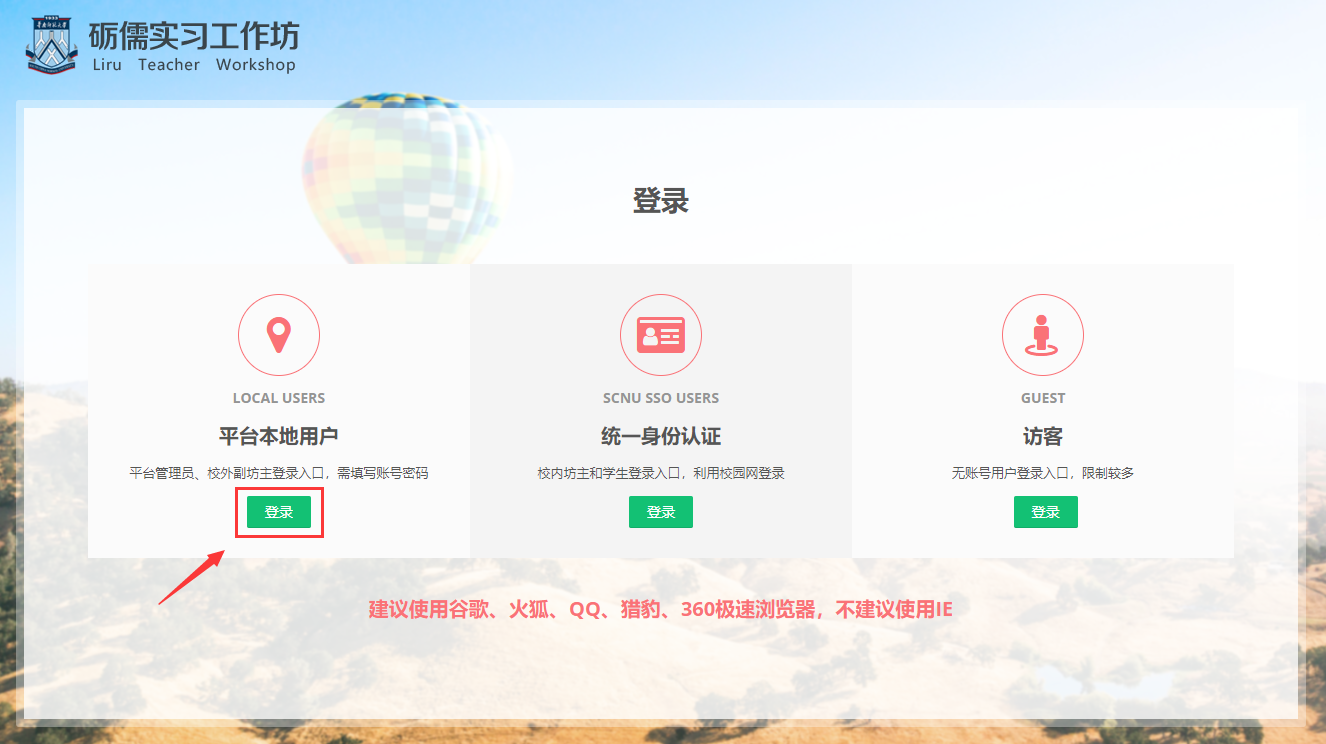 砺儒实习工作坊
Liru Teacher Workshop
登录
LOCAL USERS
平台本地用户
平台管理员、校外副坊主登录入口，需填写账号密码
登录
SCNU SSO USERS
统一身份认证
校内坊主和学生登录入口，利用校园网登录
登录
GUEST
访客
无账号用户登录入口，限制较多
登录
建议使用谷歌、火狐、QQ、猎豹、360极速浏览器，不建议使用IE